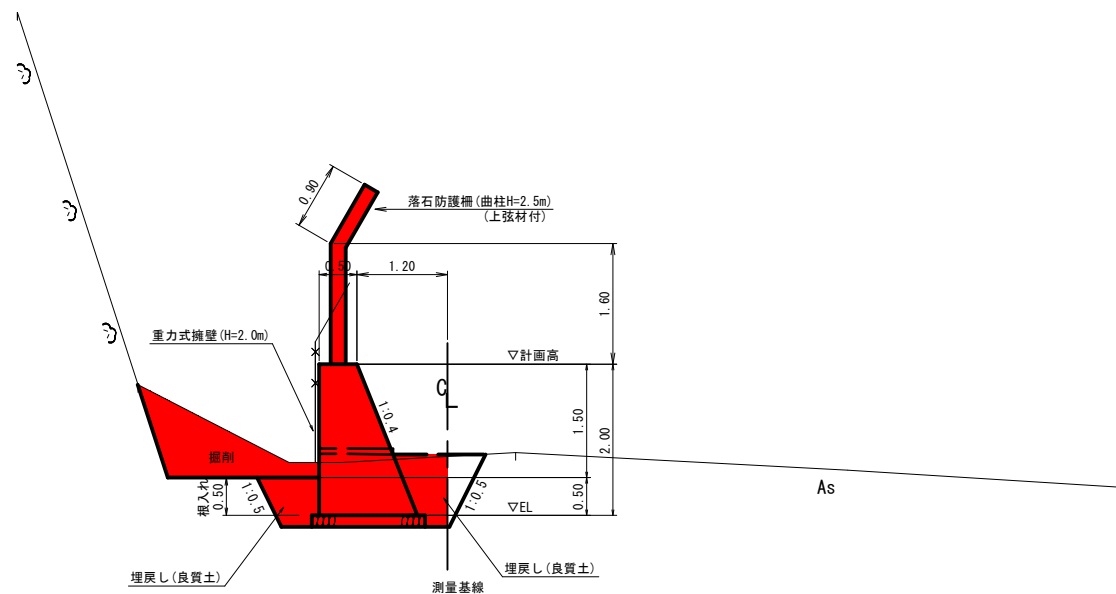 0.90
落石防護柵(曲柱H=2.5m)
(上弦材付)
0.50
1.20
1.60
重力式擁壁(H=2.0m)
▽計画高
CL
1:0.4
1.50
2.00
掘削
根入れ
0.50
1:0.5
1:0.5
0.50
As
▽EL
埋戻し(良質土)
埋戻し(良質土)
測量基線